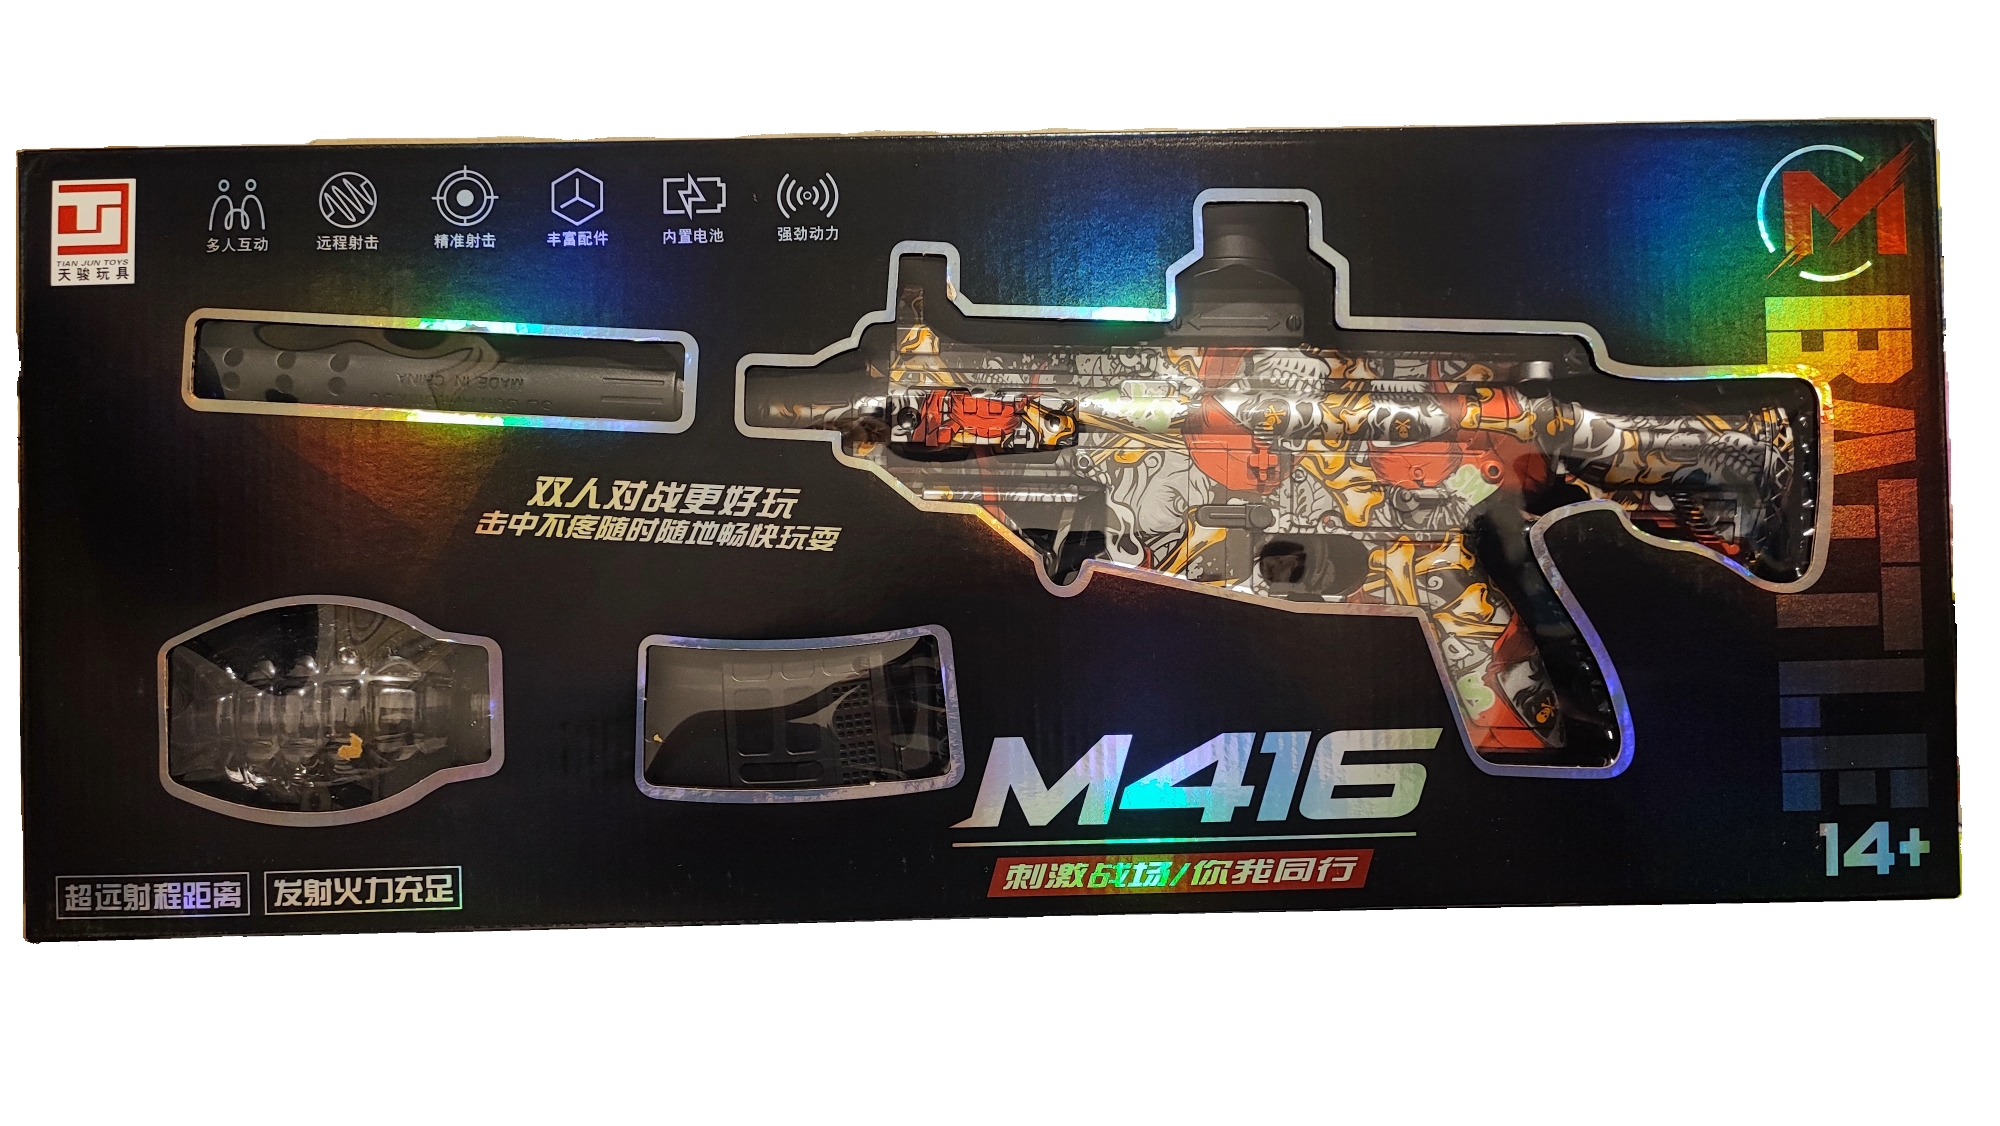 TJ
TIAN JUN TOYS
天骏玩具
多人互动
远程射击
精准射击
丰富配件
内置电池
强劲动力
M
BATTLE
MADE IN CHINA
双人对战更好玩
击中不疼随时随地畅快玩耍
M416
刺激战场/你我同行
14+
超远射程距离
发射火力充足